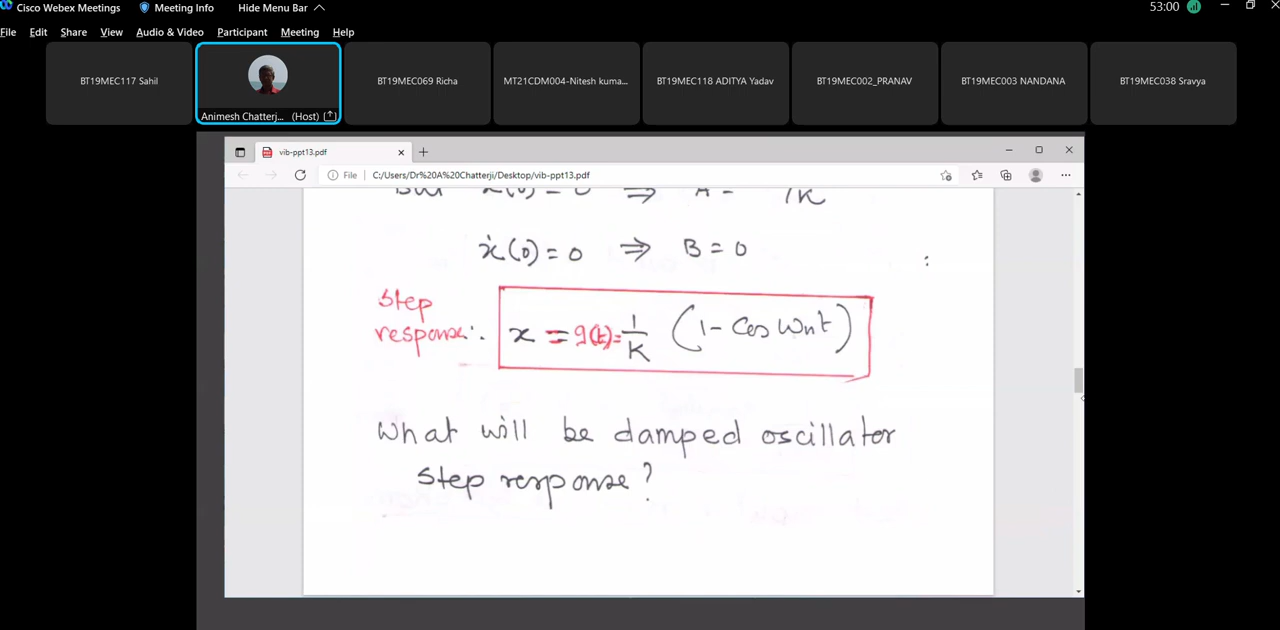 Cisco Webex Meetings Meeting Info Hide Menu Bar 53:00
File Edit Share View Audio & Video Participant Meeting Help
BT19MEC117 Sahil
Animesh Chatterj... (Host)
BT19MEC069 Richa
MT21CDM004-Nitesh kuma...
BT19MEC118 ADITYA Yadav
BT19MEC002_PRANAV
BT19MEC003 NANDANA
BT19MEC038 Sravya
vib-ppt13.pdf
File | C:/Users/Dr%20A%20Chatterji/Desktop/vib-ppt13.pdf
x(0) = 0 ⇒ A = /K
ẋ(0) = 0 ⇒ B = 0
Step
response:. x = g(t) = 1/K (1 - Cos Wnt)
What will be damped oscillator
Step response?